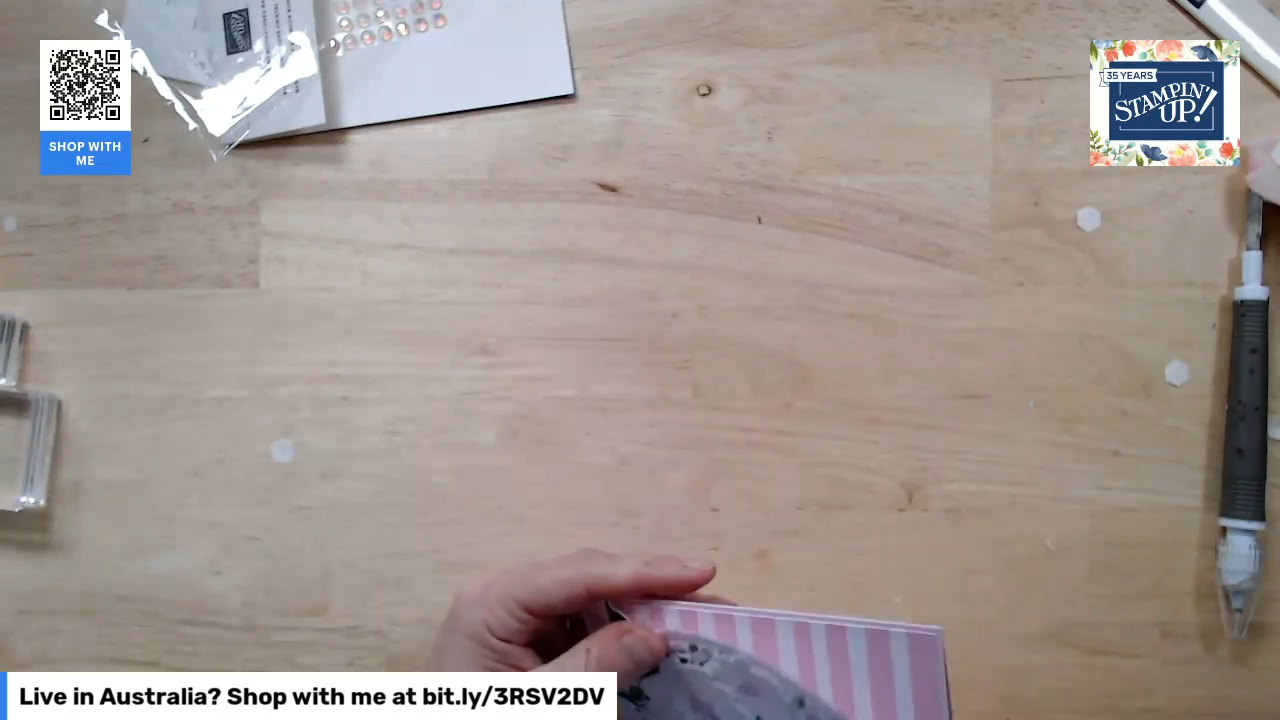 SHOP WITH
ME
35 YEARS
STAMPIN'
UP!
Live in Australia? Shop with me at bit.ly/3RSV2DV